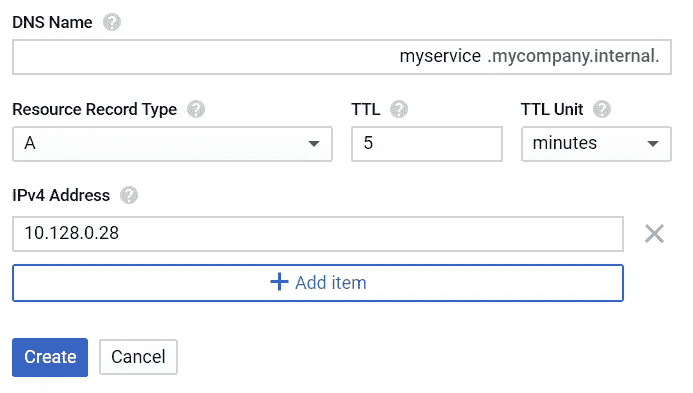 DNS Name
myservice .mycompany.internal.
Resource Record Type TTL TTL Unit
A 5 minutes
IPv4 Address
10.128.0.28
Add item
Create Cancel